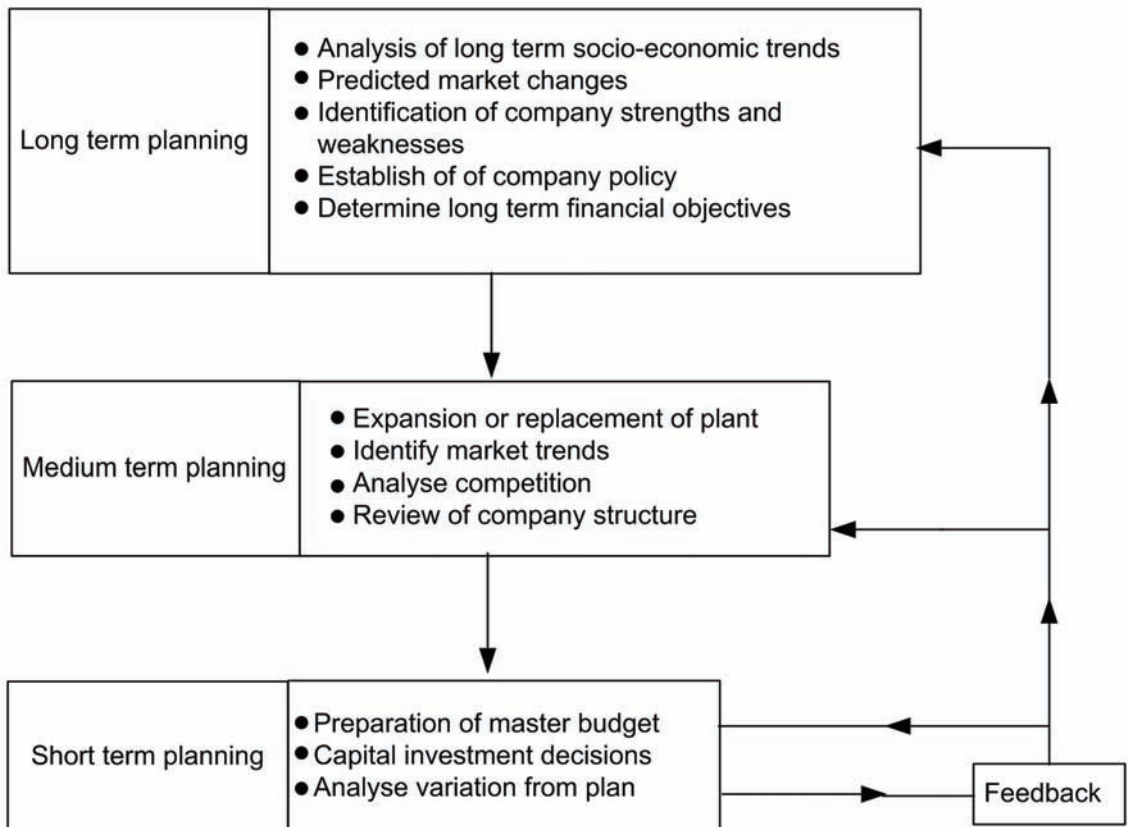 Long term planning
● Analysis of long term socio-economic trends
● Predicted market changes
● Identification of company strengths and
weaknesses
● Establish of of company policy
● Determine long term financial objectives
Medium term planning
● Expansion or replacement of plant
● Identify market trends
● Analyse competition
● Review of company structure
Short term planning
● Preparation of master budget
● Capital investment decisions
● Analyse variation from plan
Feedback